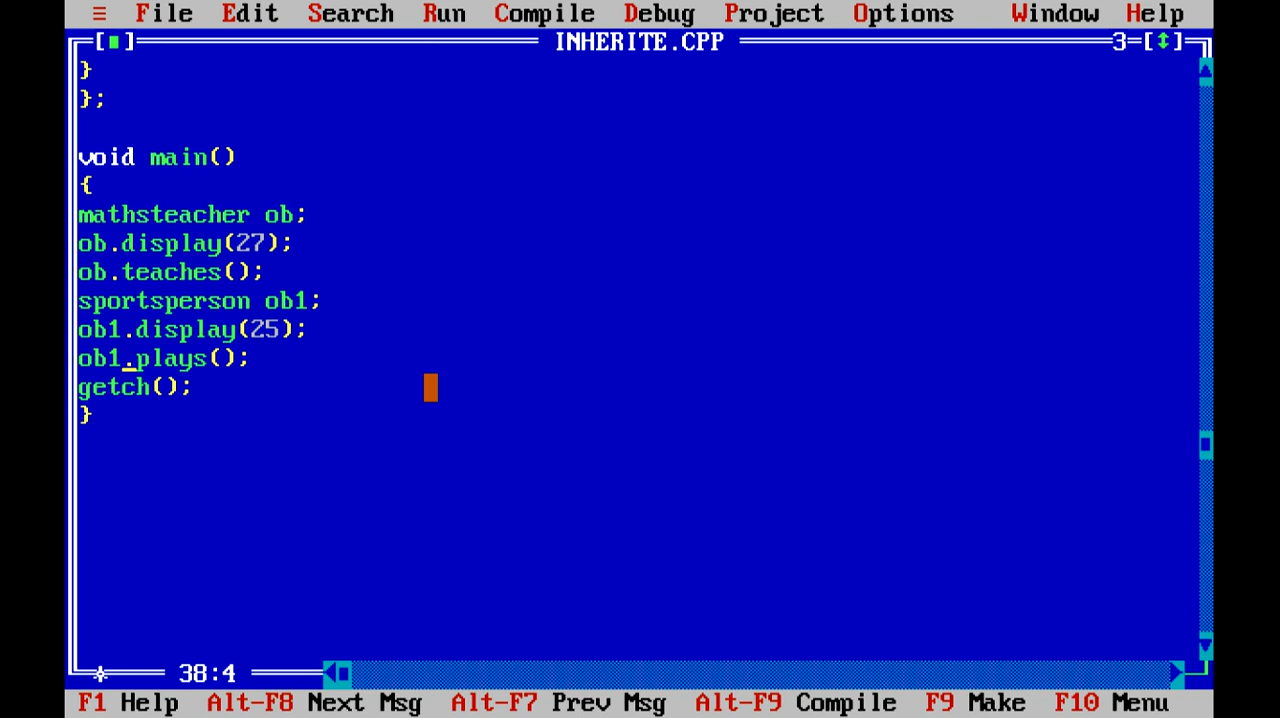 ≡ File Edit Search Run Compile Debug Project Options Window Help
[■] INHERITE.CPP 3=[↕]
}
};
void main()
{
mathsteacher ob;
ob.display(27);
ob.teaches();
sportsperson ob1;
ob1.display(25);
ob1.plays();
getch();
}
38:4
F1 Help Alt-F8 Next Msg Alt-F7 Prev Msg Alt-F9 Compile F9 Make F10 Menu